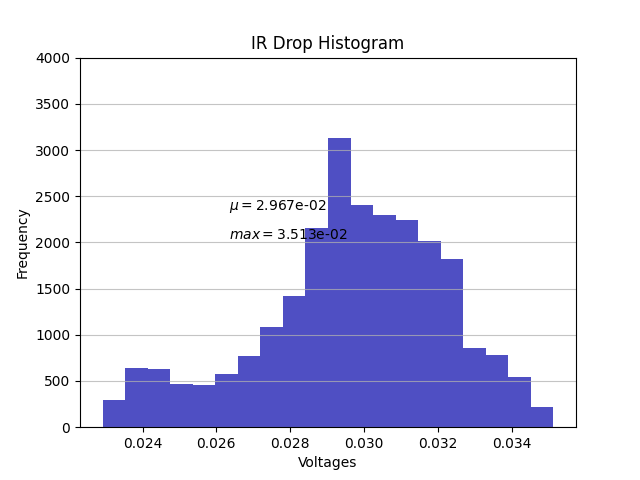 IR Drop Histogram
4000
3500
3000
2500
2000
1500
1000
500
0
Frequency
μ = 2.967e-02
max = 3.513e-02
0.024 0.026 0.028 0.030 0.032 0.034
Voltages